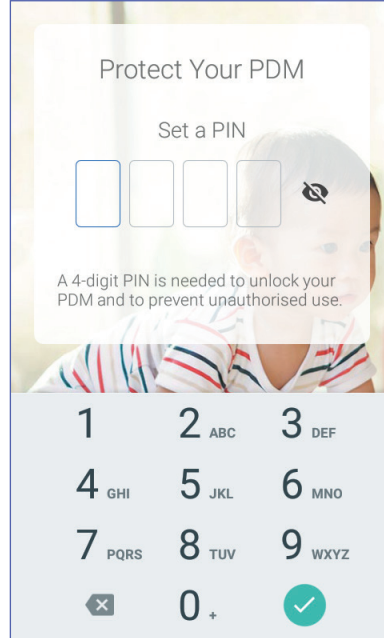 Protect Your PDM
Set a PIN
A 4-digit PIN is needed to unlock your
PDM and to prevent unauthorised use.
1 2 ABC 3 DEF
4 GHI 5 JKL 6 MNO
7 PQRS 8 TUV 9 WXYZ
0 +